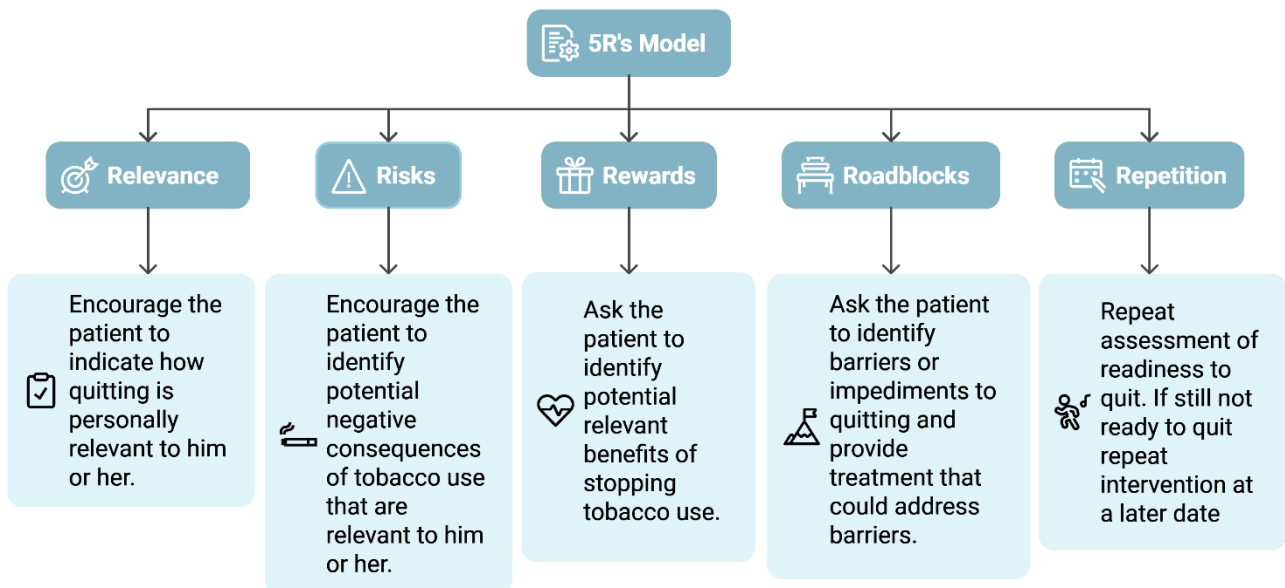 5R's Model
Relevance
Risks
Rewards
Roadblocks
Repetition
Encourage the
patient to
indicate how
quitting is
personally
relevant to him
or her.
Encourage the
patient to
identify
potential
negative
consequences
of tobacco use
that are
relevant to him
or her.
Ask the
patient to
identify
potential
relevant
benefits of
stopping
tobacco use.
Ask the patient
to identify
barriers or
impediments to
quitting and
provide
treatment that
could address
barriers.
Repeat
assessment of
readiness to
quit. If still not
ready to quit
repeat
intervention at
a later date